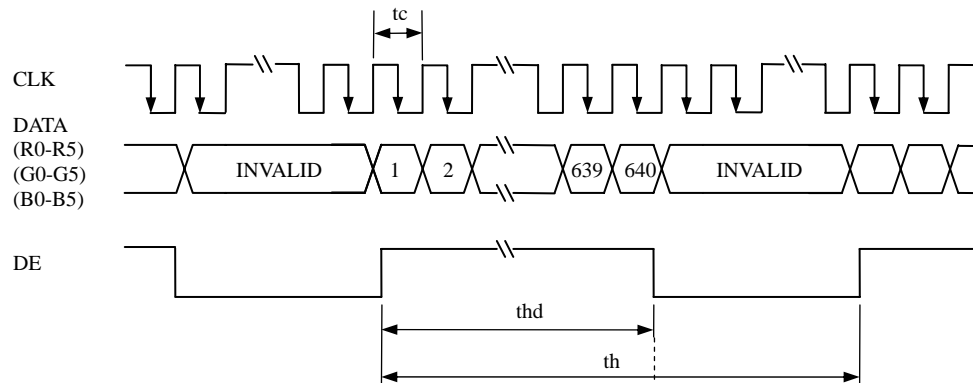 tc
CLK
DATA
(R0-R5)
(G0-G5)
(B0-B5)
INVALID 1 2 639 640 INVALID
DE
thd
th